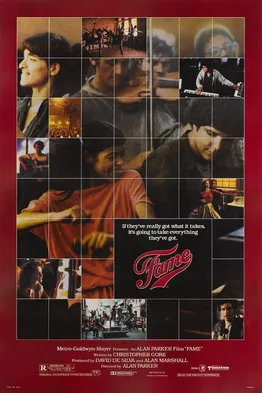 If they've really got what it takes,
it's going to take everything
they've got.
Fame
Metro-Goldwyn-Mayer Presents An ALAN PARKER Film "FAME"
Written by CHRISTOPHER GORE
Produced by DAVID DE SILVA and ALAN MARSHALL
Directed by ALAN PARKER
R